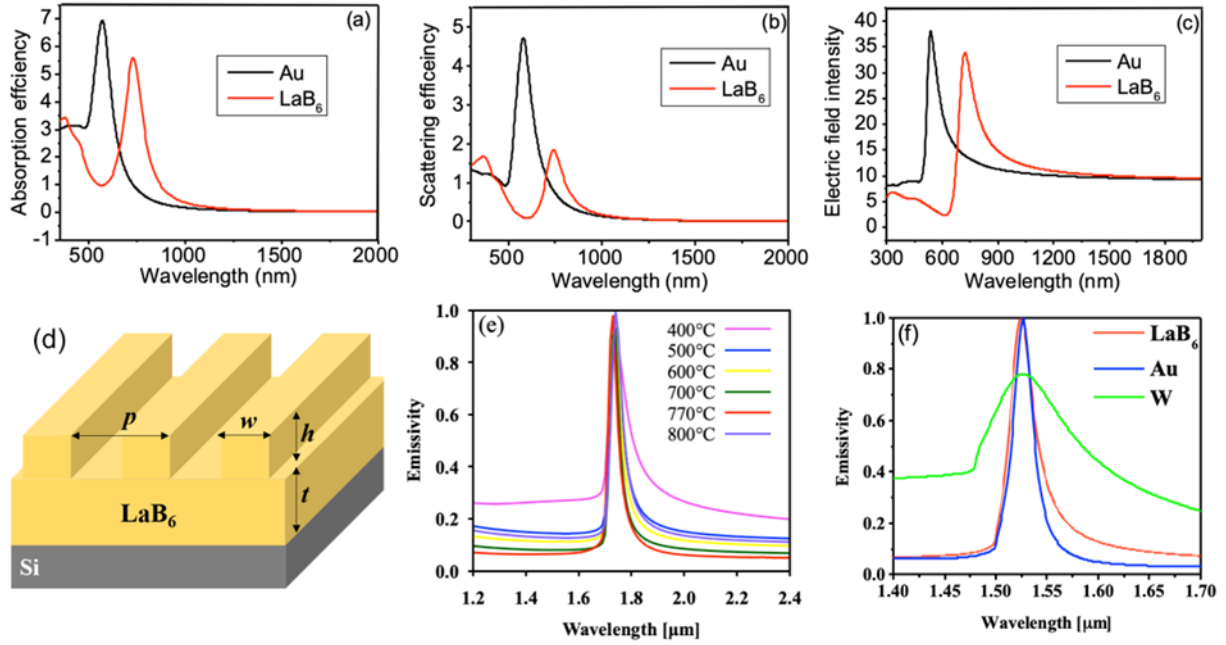 (a)
Absorption effciency
7
6
5
4
3
2
1
0
-1
Au
LaB₆
500 1000 1500 2000
Wavelength (nm)
(b)
Scattering efficeincy
5
4
3
2
1
0
Au
LaB₆
500 1000 1500 2000
Wavelength (nm)
(c)
Electric field intensity
40
35
30
25
20
15
10
5
0
Au
LaB₆
300 600 900 1200 1500 1800
Wavelength (nm)
(d)
p
w
h
t
LaB₆
Si
(e)
Emissivity
1.0
0.8
0.6
0.4
0.2
0.0
400°C
500°C
600°C
700°C
770°C
800°C
1.2 1.4 1.6 1.8 2.0 2.2 2.4
Wavelength [μm]
(f)
Emissivity
1.0
0.8
0.6
0.4
0.2
0.0
LaB₆
Au
W
1.40 1.45 1.50 1.55 1.60 1.65 1.70
Wavelength [μm]